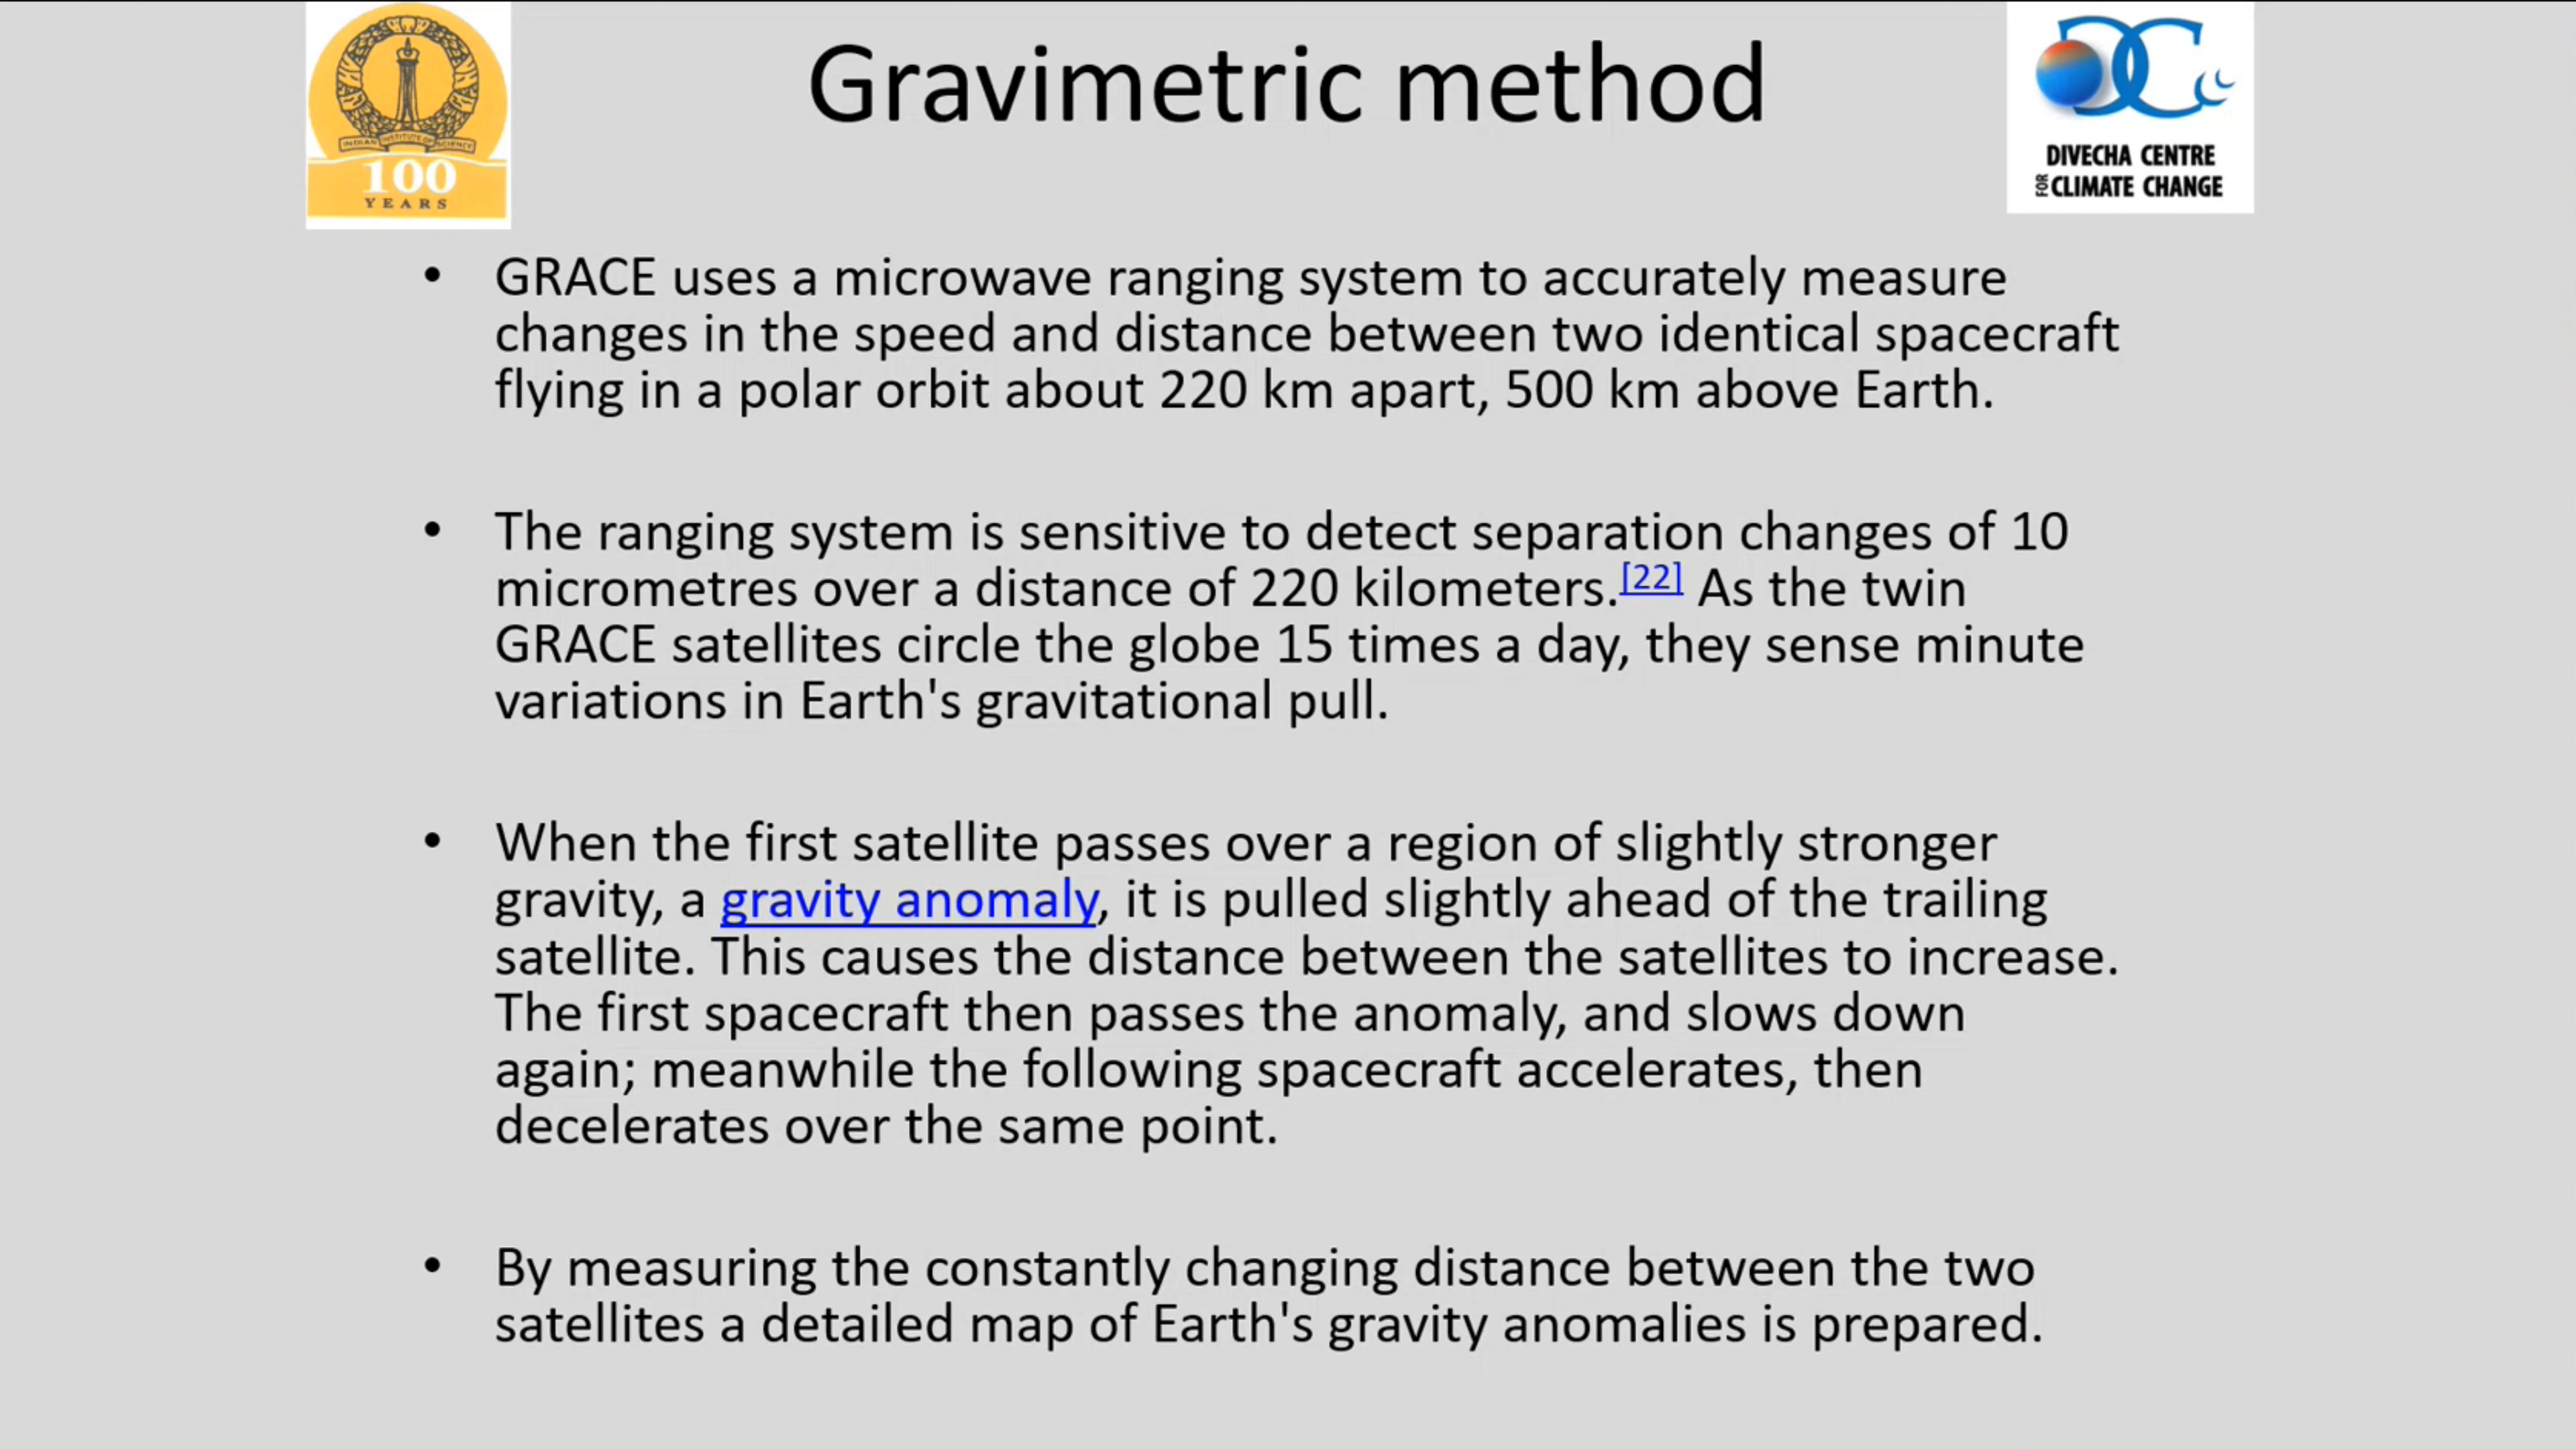 Gravimetric method
INDIAN INSTITUTE OF SCIENCE
100
YEARS
DIVECHA CENTRE
FOR CLIMATE CHANGE
• GRACE uses a microwave ranging system to accurately measure
changes in the speed and distance between two identical spacecraft
flying in a polar orbit about 220 km apart, 500 km above Earth.
• The ranging system is sensitive to detect separation changes of 10
micrometres over a distance of 220 kilometers.[22] As the twin
GRACE satellites circle the globe 15 times a day, they sense minute
variations in Earth's gravitational pull.
• When the first satellite passes over a region of slightly stronger
gravity, a gravity anomaly, it is pulled slightly ahead of the trailing
satellite. This causes the distance between the satellites to increase.
The first spacecraft then passes the anomaly, and slows down
again; meanwhile the following spacecraft accelerates, then
decelerates over the same point.
• By measuring the constantly changing distance between the two
satellites a detailed map of Earth's gravity anomalies is prepared.